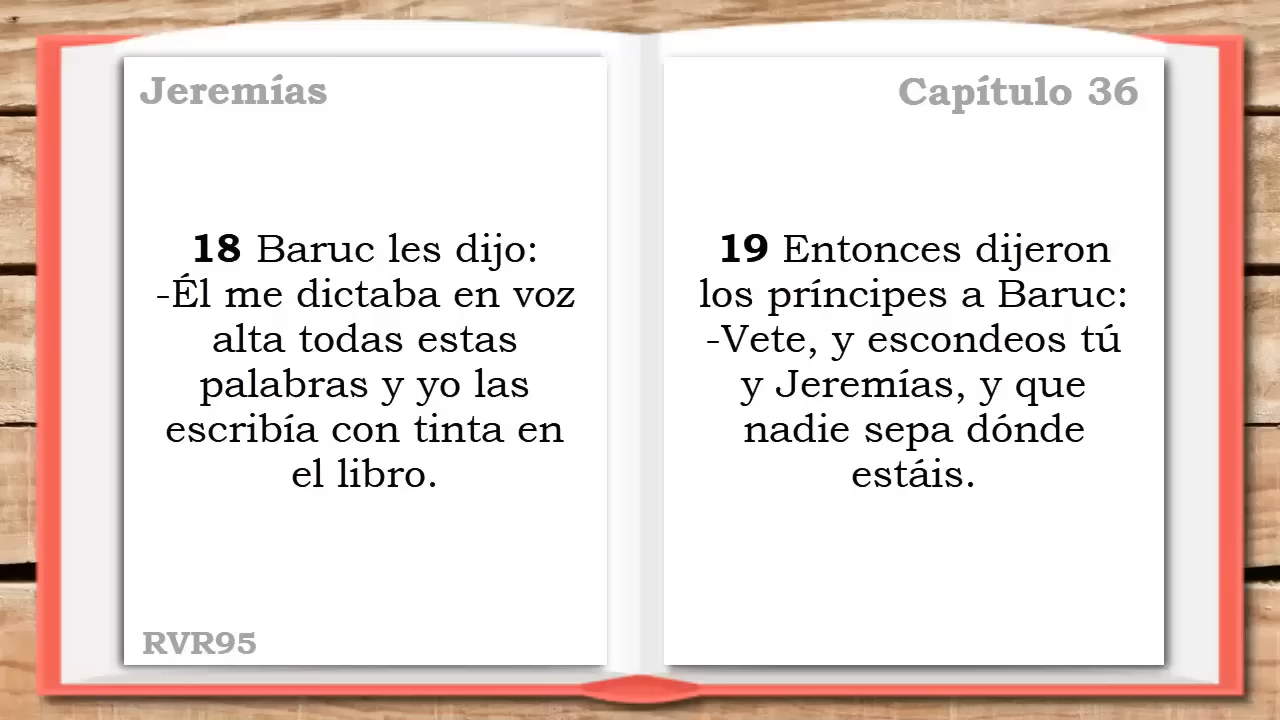 Jeremías
18 Baruc les dijo:
-Él me dictaba en voz
alta todas estas
palabras y yo las
escribía con tinta en
el libro.
RVR95
Capítulo 36
19 Entonces dijeron
los príncipes a Baruc:
-Vete, y escondeos tú
y Jeremías, y que
nadie sepa dónde
estáis.